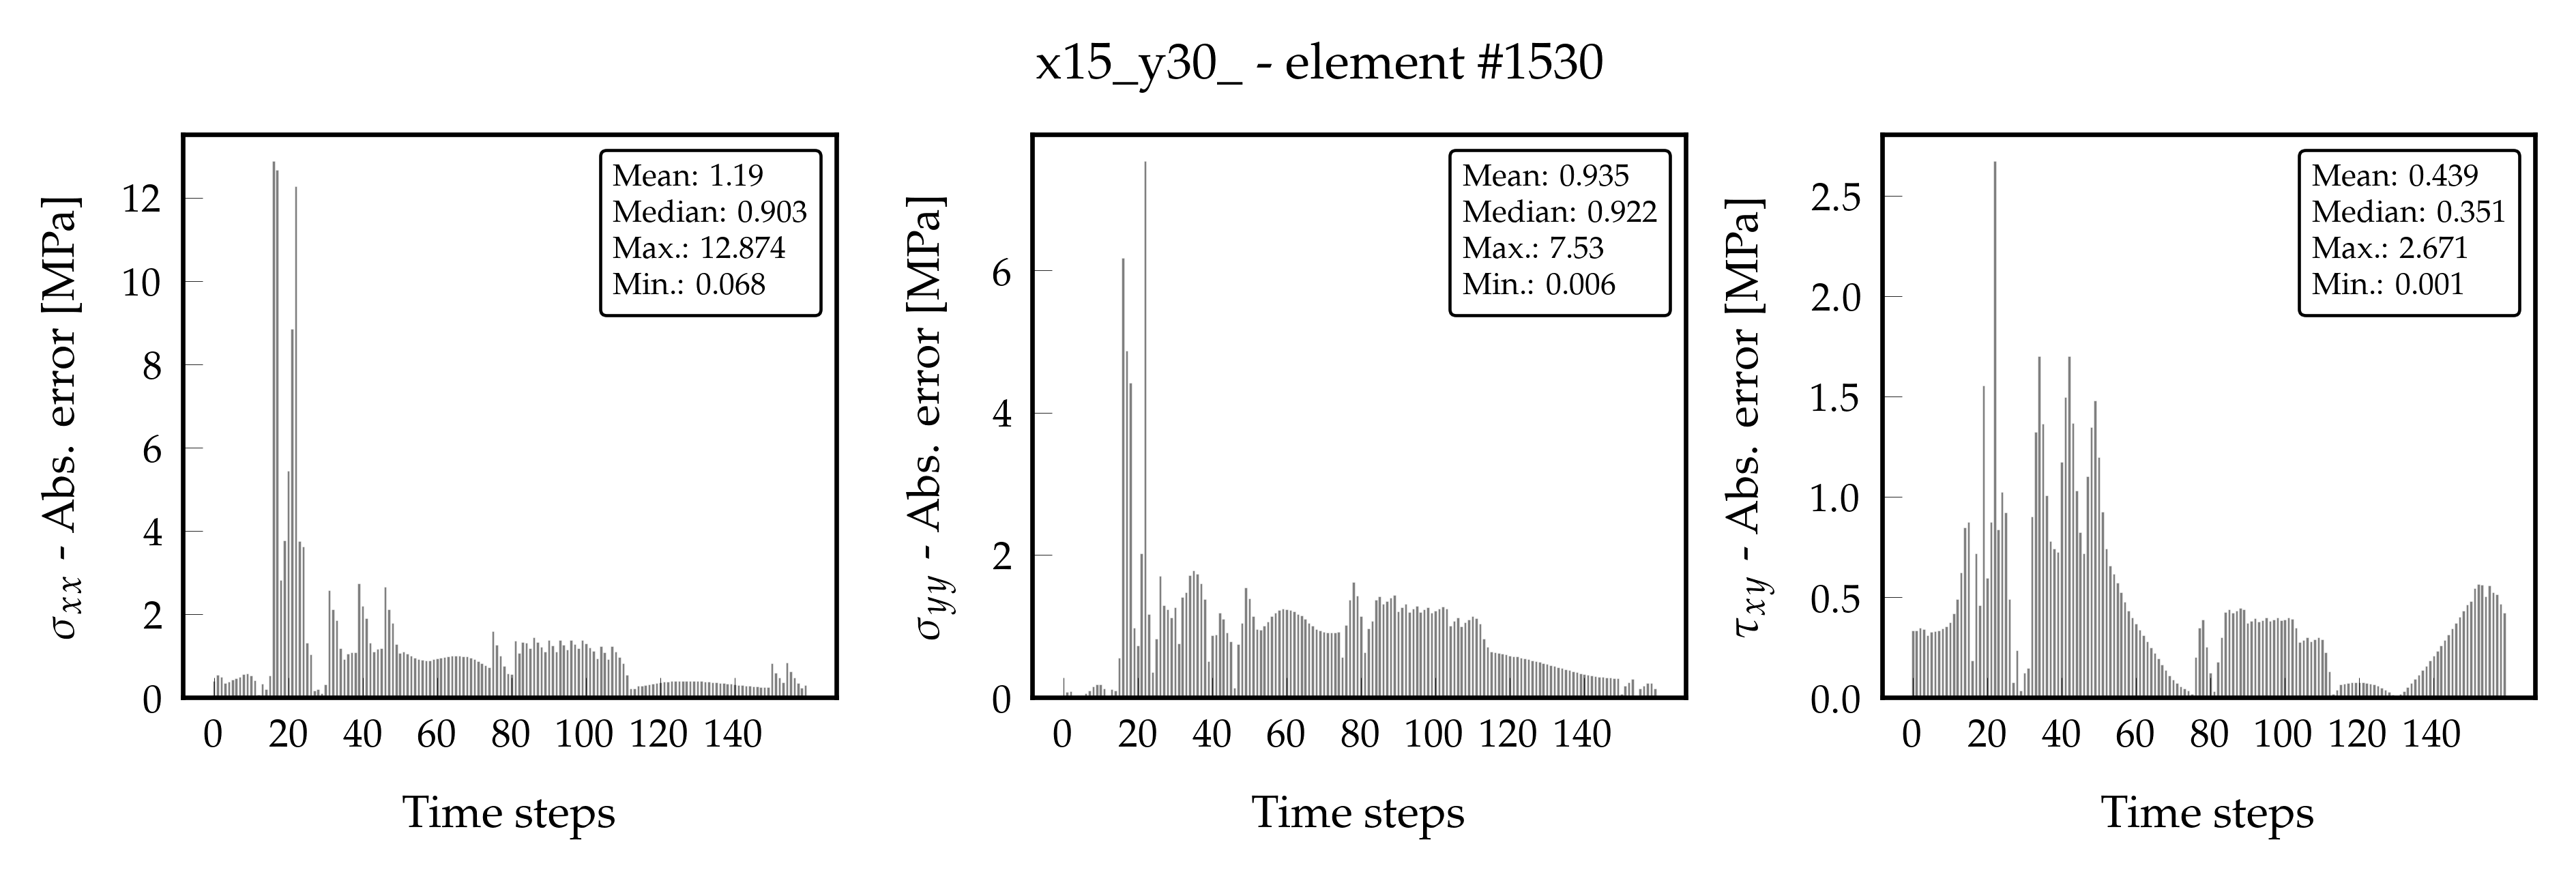 x15_y30_ - element #1530
σxx - Abs. error [MPa]
12
10
8
6
4
2
0
0 20 40 60 80 100 120 140
Time steps
Mean: 1.19
Median: 0.903
Max.: 12.874
Min.: 0.068
σyy - Abs. error [MPa]
6
4
2
0
0 20 40 60 80 100 120 140
Time steps
Mean: 0.935
Median: 0.922
Max.: 7.53
Min.: 0.006
τxy - Abs. error [MPa]
2.5
2.0
1.5
1.0
0.5
0.0
0 20 40 60 80 100 120 140
Time steps
Mean: 0.439
Median: 0.351
Max.: 2.671
Min.: 0.001